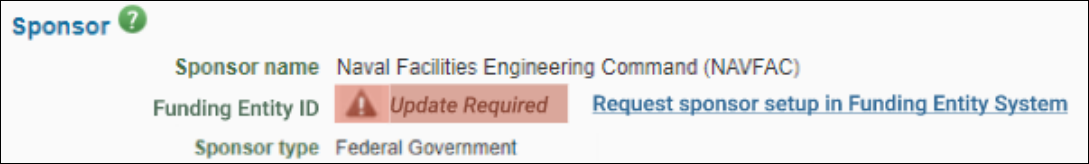 Sponsor ?
Sponsor name Naval Facilities Engineering Command (NAVFAC)
Funding Entity ID Update Required Request sponsor setup in Funding Entity System
Sponsor type Federal Government